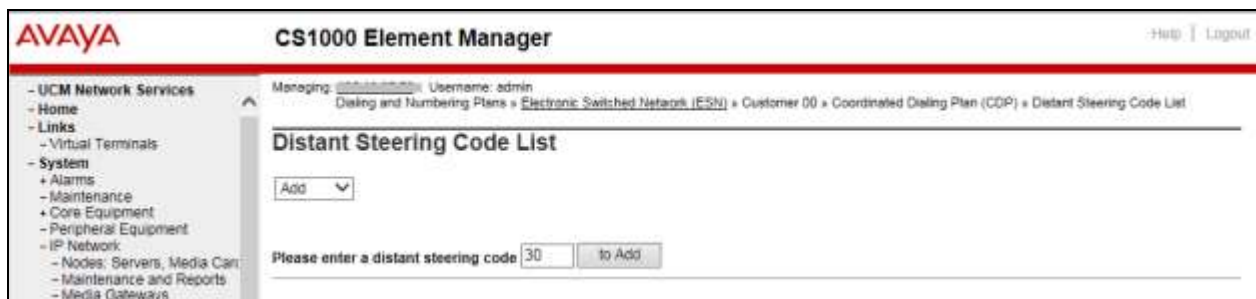 AVAYA
CS1000 Element Manager
Help | Logout
- UCM Network Services
- Home
- Links
- Virtual Terminals
- System
+ Alarms
- Maintenance
+ Core Equipment
- Peripheral Equipment
- IP Network
- Nodes: Servers, Media Card
- Maintenance and Reports
- Media Gateways
Managing: Username: admin
Dialing and Numbering Plans » Electronic Switched Network (ESN) » Customer 00 » Coordinated Dialing Plan (CDP) » Distant Steering Code List
Distant Steering Code List
Add
Please enter a distant steering code 30 to Add